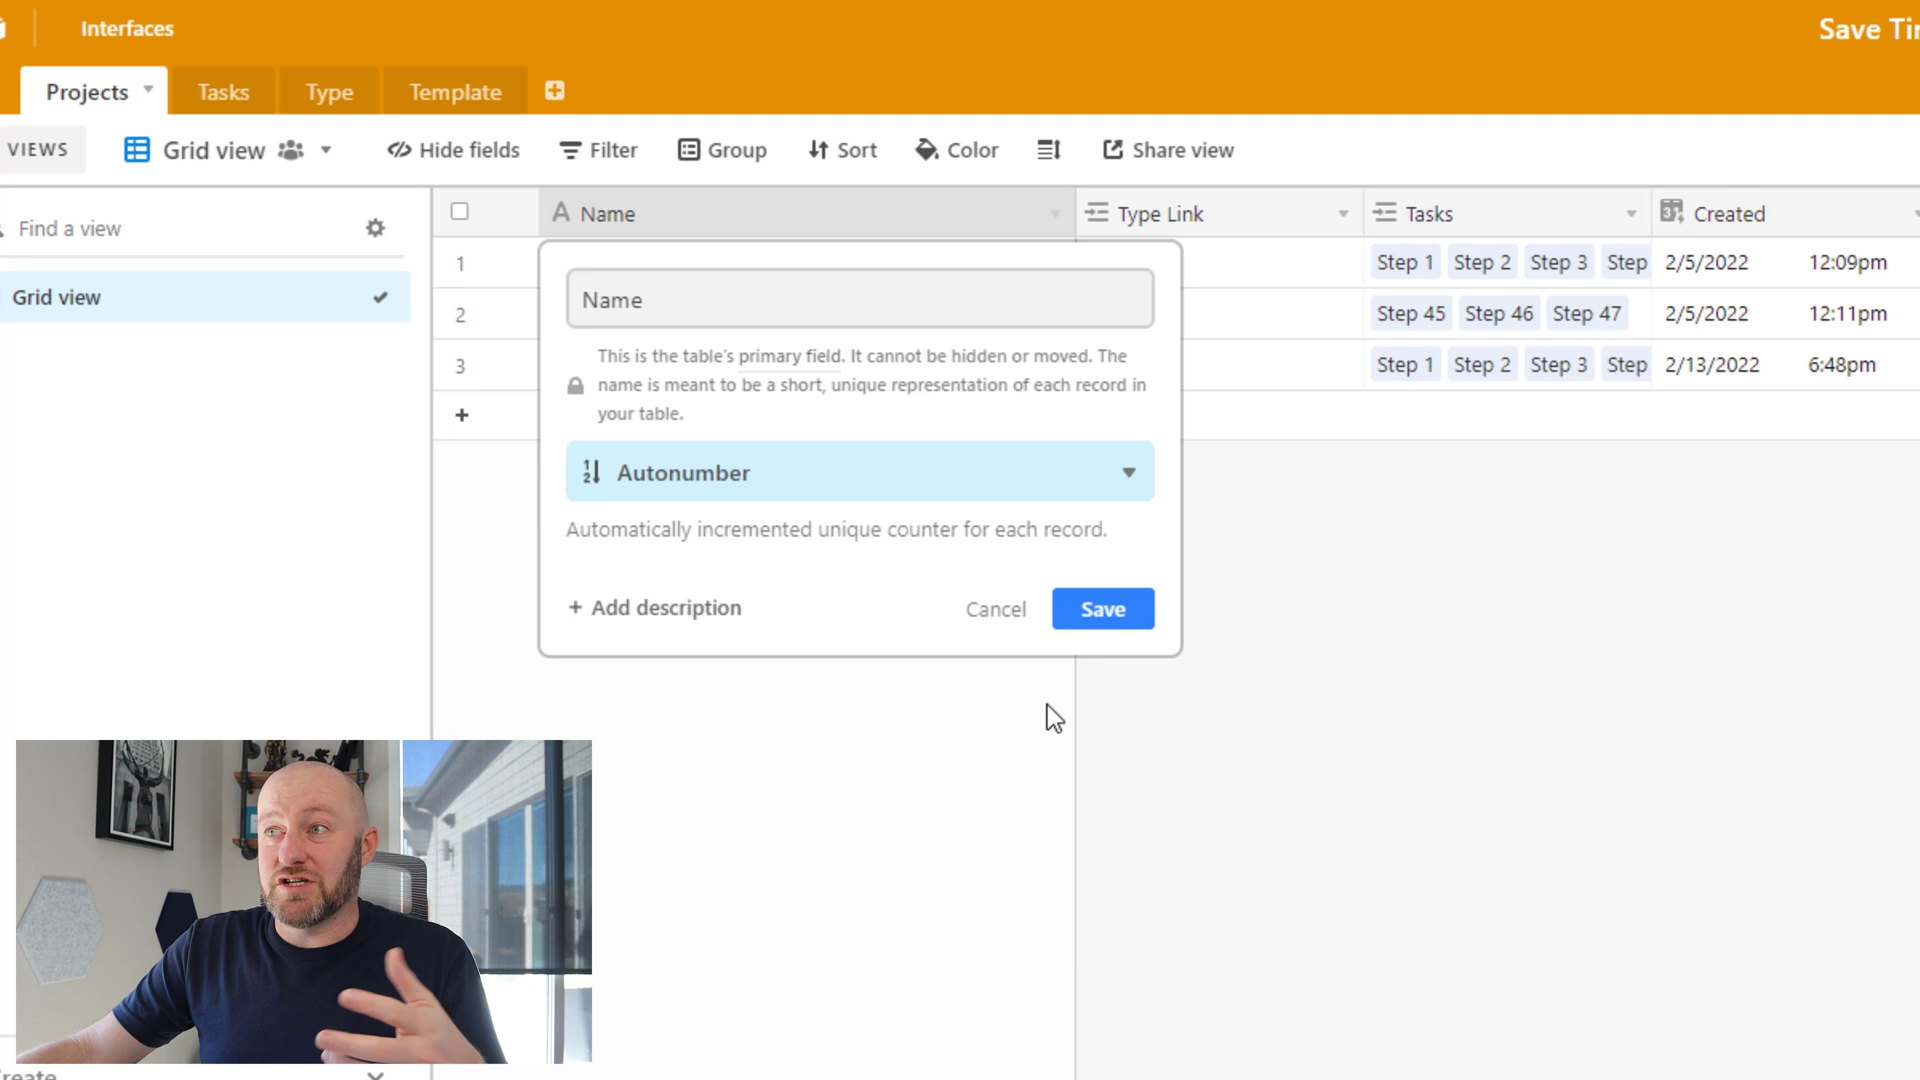 Interfaces
Save Tir
Projects
Tasks
Type
Template
VIEWS
Grid view
Hide fields
Filter
Group
Sort
Color
Share view
Find a view
Grid view
Name
Type Link
Tasks
Created
1
Step 1 Step 2 Step 3 Step
2/5/2022 12:09pm
2
Step 45 Step 46 Step 47
2/5/2022 12:11pm
3
Step 1 Step 2 Step 3 Step
2/13/2022 6:48pm
+
Name
This is the table's primary field. It cannot be hidden or moved. The
name is meant to be a short, unique representation of each record in
your table.
Autonumber
Automatically incremented unique counter for each record.
+ Add description
Cancel
Save